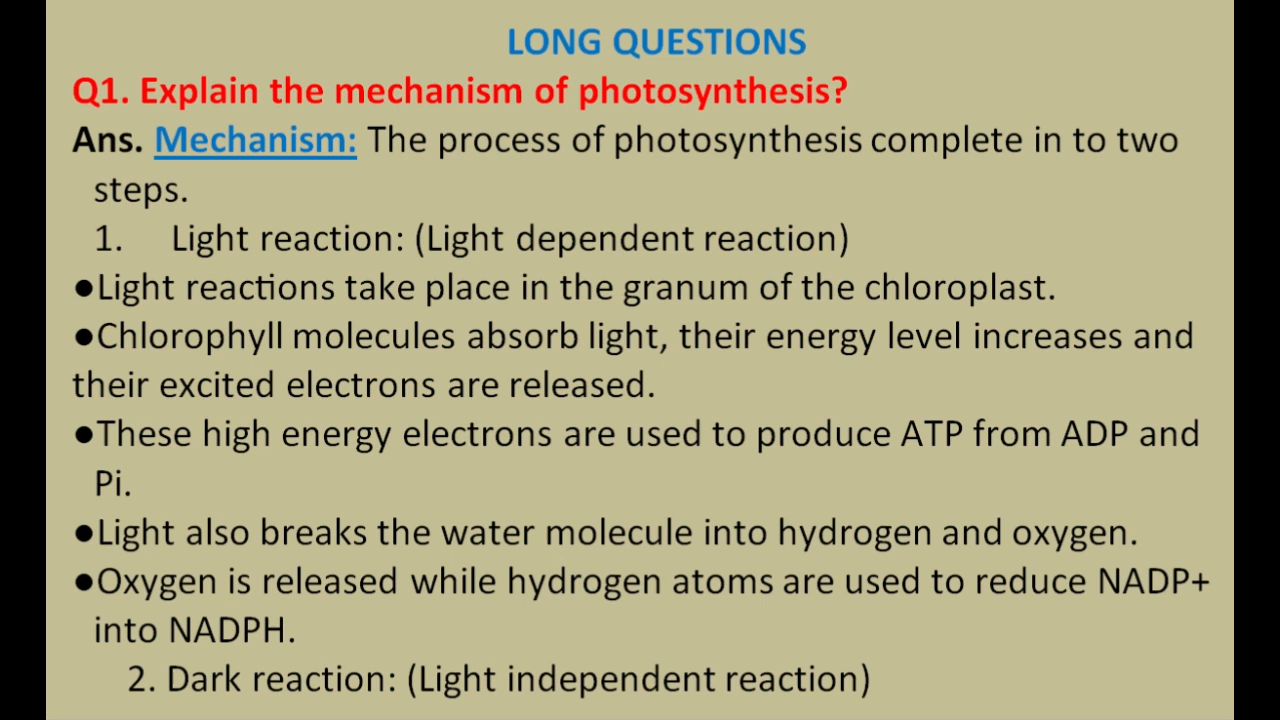 LONG QUESTIONS
Q1. Explain the mechanism of photosynthesis?
Ans. Mechanism: The process of photosynthesis complete in to two
steps.
1. Light reaction: (Light dependent reaction)
●Light reactions take place in the granum of the chloroplast.
●Chlorophyll molecules absorb light, their energy level increases and
their excited electrons are released.
●These high energy electrons are used to produce ATP from ADP and
Pi.
●Light also breaks the water molecule into hydrogen and oxygen.
●Oxygen is released while hydrogen atoms are used to reduce NADP+
into NADPH.
2. Dark reaction: (Light independent reaction)